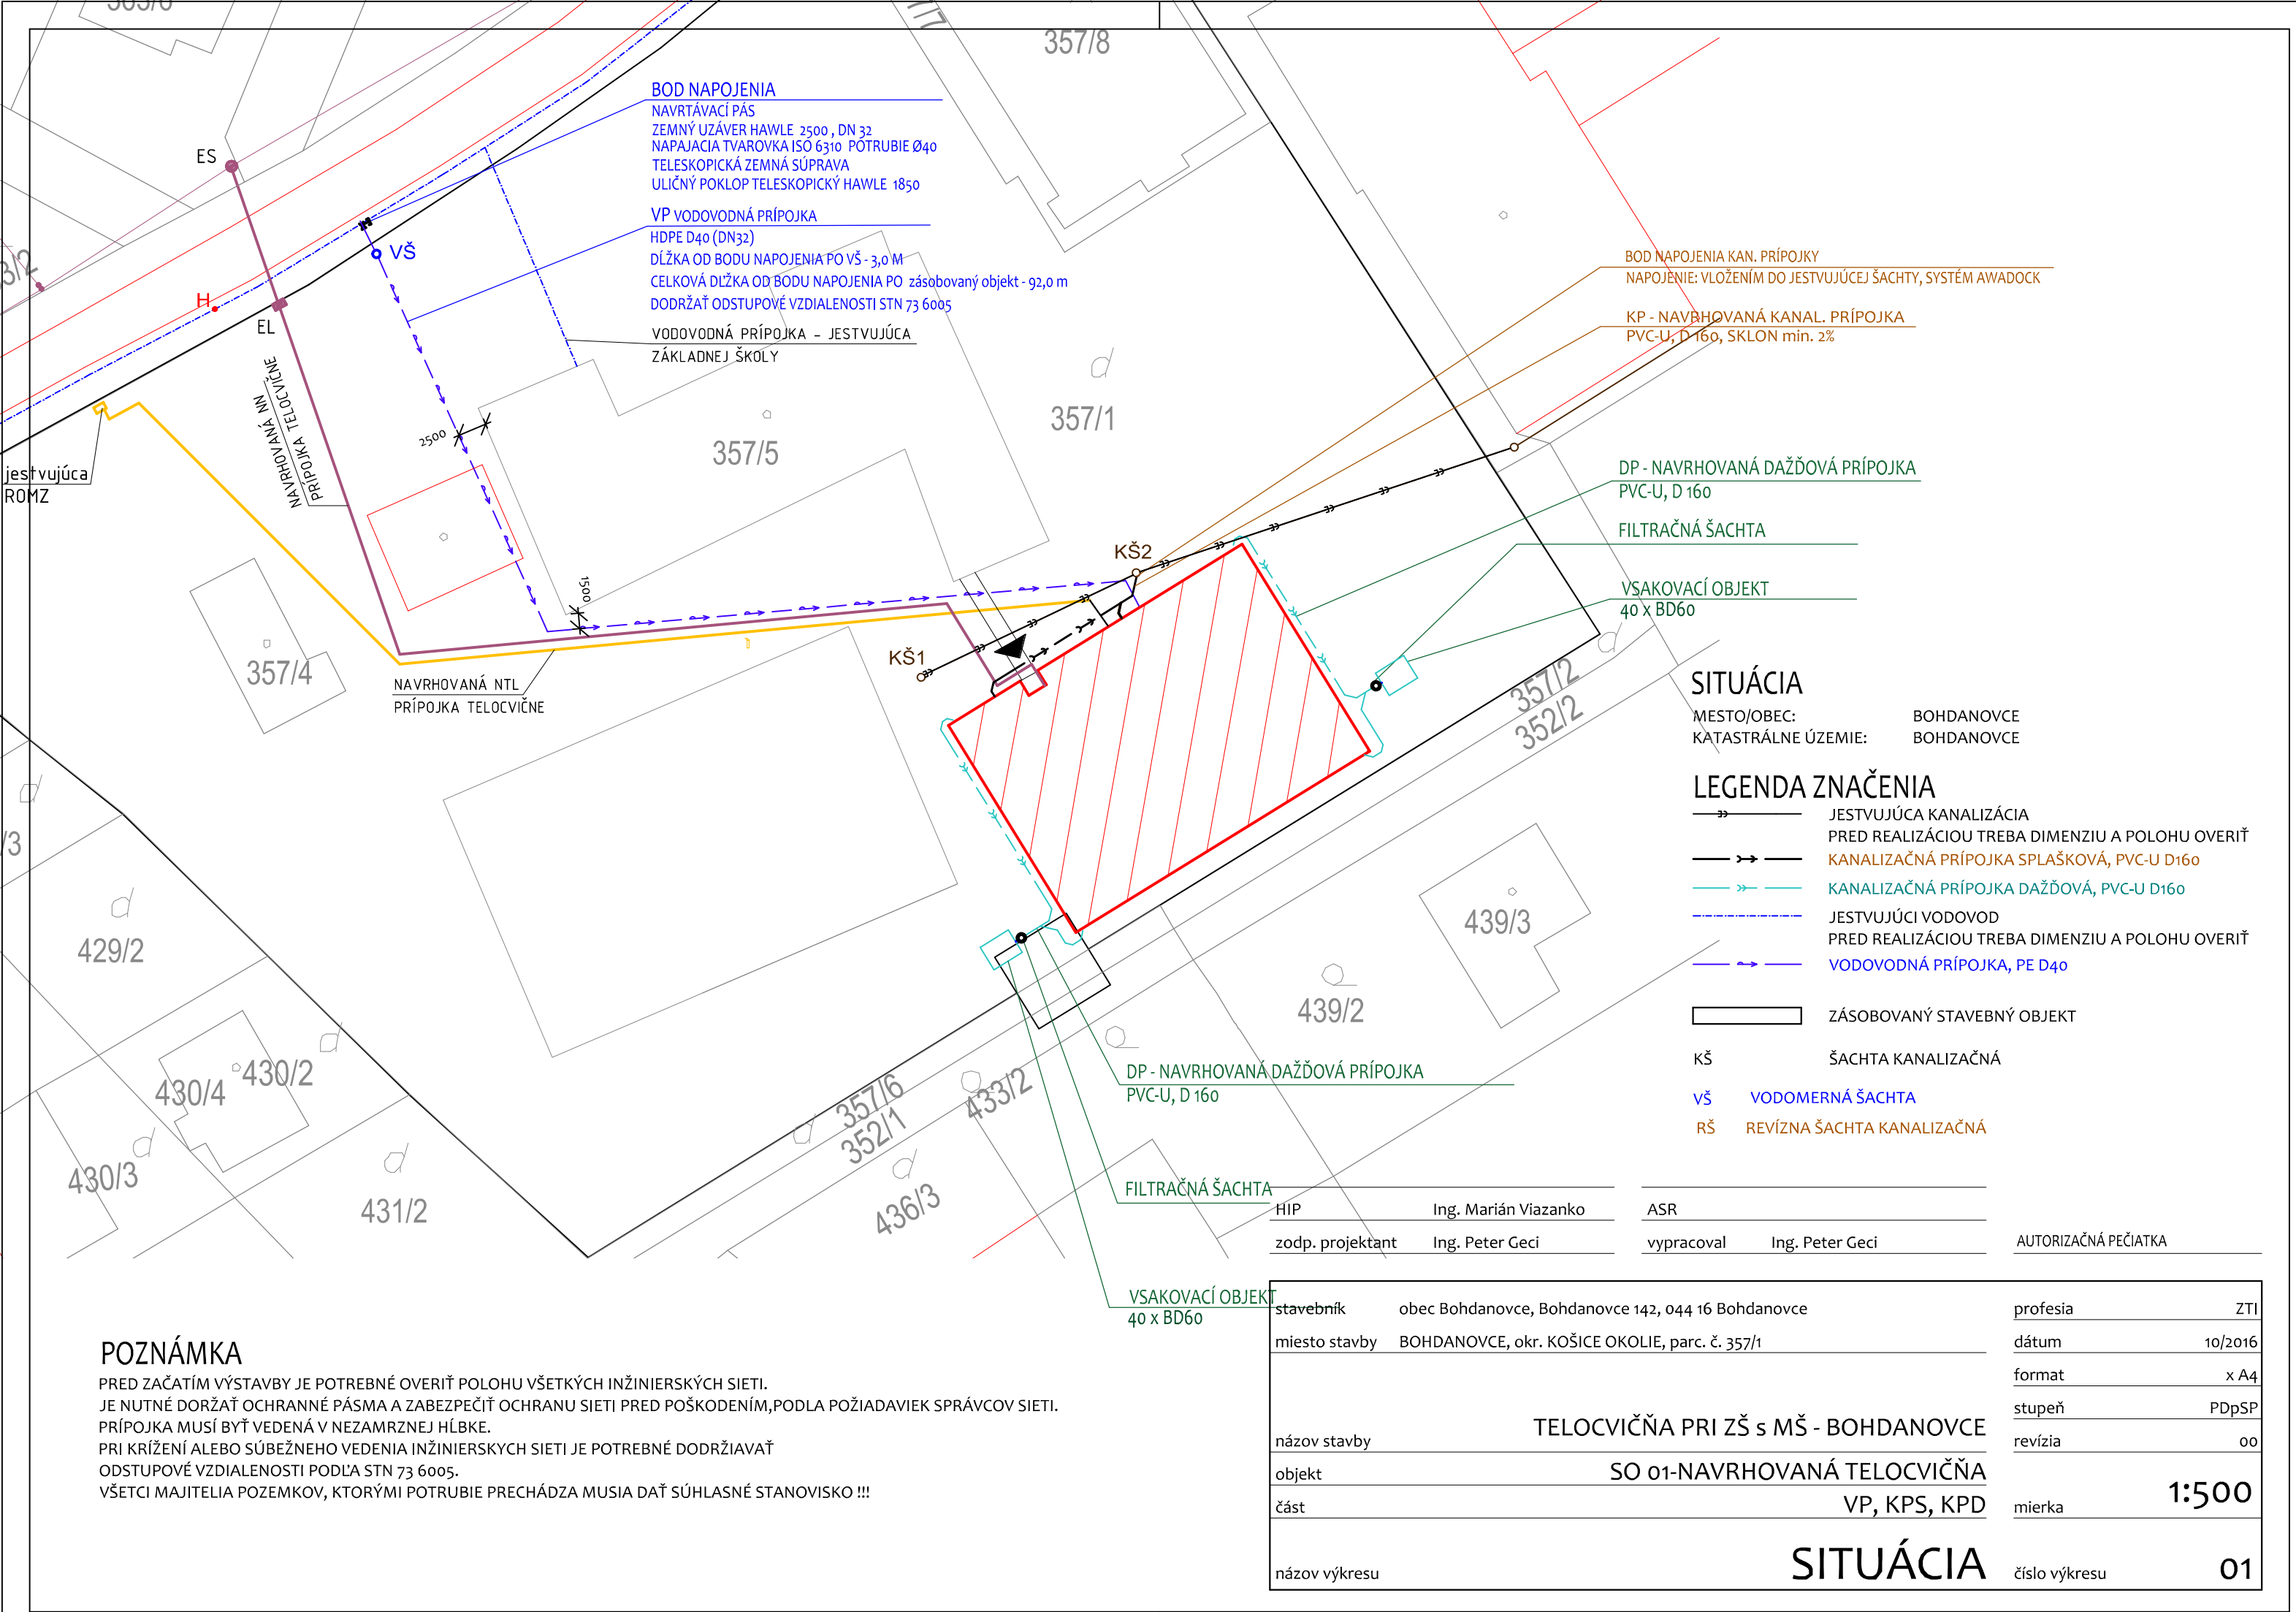 357/8
BOD NAPOJENIA
NAVRTÁVACÍ PÁS
ZEMNÝ UZÁVER HAWLE 2500 , DN 32
NAPAJACIA TVAROVKA ISO 6310 POTRUBIE Ø40
TELESKOPICKÁ ZEMNÁ SÚPRAVA
ULIČNÝ POKLOP TELESKOPICKÝ HAWLE 1850
VP VODOVODNÁ PRÍPOJKA
HDPE D40 (DN32)
DĹŽKA OD BODU NAPOJENIA PO VŠ - 3,0 M
CELKOVÁ DĽŽKA OD BODU NAPOJENIA PO zásobovaný objekt - 92,0 m
DODRŽAŤ ODSTUPOVÉ VZDIALENOSTI STN 73 6005
VODOVODNÁ PRÍPOJKA - JESTVUJÚCA
ZÁKLADNEJ ŠKOLY
ES
VŠ
H
EL
NAVRHOVANÁ NN
PRÍPOJKA TELOCVIČNE
jestvujúca
ROMZ
2500
1500
357/5
357/1
357/4
KŠ1
KŠ2
NAVRHOVANÁ NTL
PRÍPOJKA TELOCVIČNE
BOD NAPOJENIA KAN. PRÍPOJKY
NAPOJENIE: VLOŽENÍM DO JESTVUJÚCEJ ŠACHTY, SYSTÉM AWADOCK
KP - NAVRHOVANÁ KANAL. PRÍPOJKA
PVC-U, D 160, SKLON min. 2%
DP - NAVRHOVANÁ DAŽĎOVÁ PRÍPOJKA
PVC-U, D 160
FILTRAČNÁ ŠACHTA
VSAKOVACÍ OBJEKT
40 x BD60
357/2
352/2
SITUÁCIA
MESTO/OBEC: BOHDANOVCE
KATASTRÁLNE ÚZEMIE: BOHDANOVCE
LEGENDA ZNAČENIA
JESTVUJÚCA KANALIZÁCIA
PRED REALIZÁCIOU TREBA DIMENZIU A POLOHU OVERIŤ
KANALIZAČNÁ PRÍPOJKA SPLAŠKOVÁ, PVC-U D160
KANALIZAČNÁ PRÍPOJKA DAŽĎOVÁ, PVC-U D160
JESTVUJÚCI VODOVOD
PRED REALIZÁCIOU TREBA DIMENZIU A POLOHU OVERIŤ
VODOVODNÁ PRÍPOJKA, PE D40
ZÁSOBOVANÝ STAVEBNÝ OBJEKT
KŠ ŠACHTA KANALIZAČNÁ
VŠ VODOMERNÁ ŠACHTA
RŠ REVÍZNA ŠACHTA KANALIZAČNÁ
429/2
430/4
430/2
430/3
431/2
357/6
352/1
433/2
436/3
439/2
439/3
DP - NAVRHOVANÁ DAŽĎOVÁ PRÍPOJKA
PVC-U, D 160
FILTRAČNÁ ŠACHTA
VSAKOVACÍ OBJEKT
40 x BD60
HIP Ing. Marián Viazanko ASR
zodp. projektant Ing. Peter Geci vypracoval Ing. Peter Geci AUTORIZAČNÁ PEČIATKA
stavebník obec Bohdanovce, Bohdanovce 142, 044 16 Bohdanovce
miesto stavby BOHDANOVCE, okr. KOŠICE OKOLIE, parc. č. 357/1
názov stavby TELOCVIČŇA PRI ZŠ s MŠ - BOHDANOVCE
objekt SO 01-NAVRHOVANÁ TELOCVIČŇA
část VP, KPS, KPD
názov výkresu SITUÁCIA
profesia ZTI
dátum 10/2016
format x A4
stupeň PDpSP
revízia 00
mierka 1:500
číslo výkresu 01
POZNÁMKA
PRED ZAČATÍM VÝSTAVBY JE POTREBNÉ OVERIŤ POLOHU VŠETKÝCH INŽINIERSKÝCH SIETI.
JE NUTNÉ DORŽAŤ OCHRANNÉ PÁSMA A ZABEZPEČIŤ OCHRANU SIETI PRED POŠKODENÍM,PODLA POŽIADAVIEK SPRÁVCOV SIETI.
PRÍPOJKA MUSÍ BYŤ VEDENÁ V NEZAMRZNEJ HĹBKE.
PRI KRÍŽENÍ ALEBO SÚBEŽNEHO VEDENIA INŽINIERSKYCH SIETI JE POTREBNÉ DODRŽIAVAŤ
ODSTUPOVÉ VZDIALENOSTI PODĽA STN 73 6005.
VŠETCI MAJITELIA POZEMKOV, KTORÝMI POTRUBIE PRECHÁDZA MUSIA DAŤ SÚHLASNÉ STANOVISKO !!!